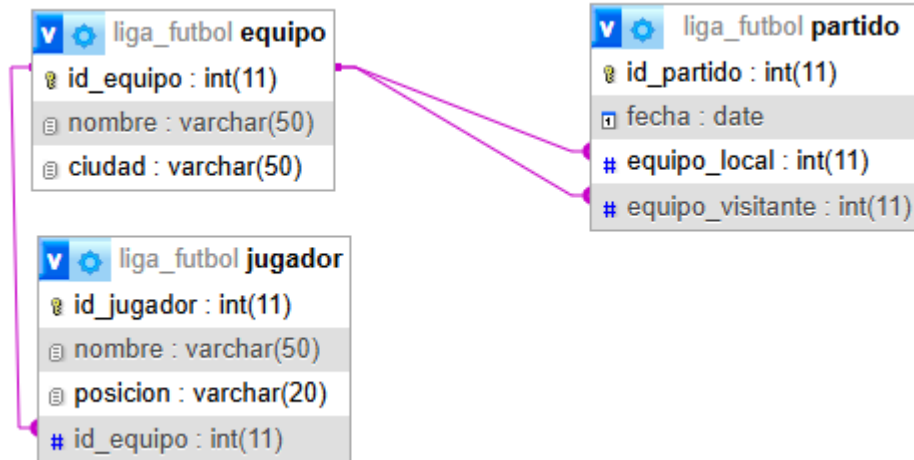 liga_futbol equipo
id_equipo : int(11)
nombre : varchar(50)
ciudad : varchar(50)
liga_futbol partido
id_partido : int(11)
fecha : date
equipo_local : int(11)
equipo_visitante : int(11)
liga_futbol jugador
id_jugador : int(11)
nombre : varchar(50)
posicion : varchar(20)
id_equipo : int(11)